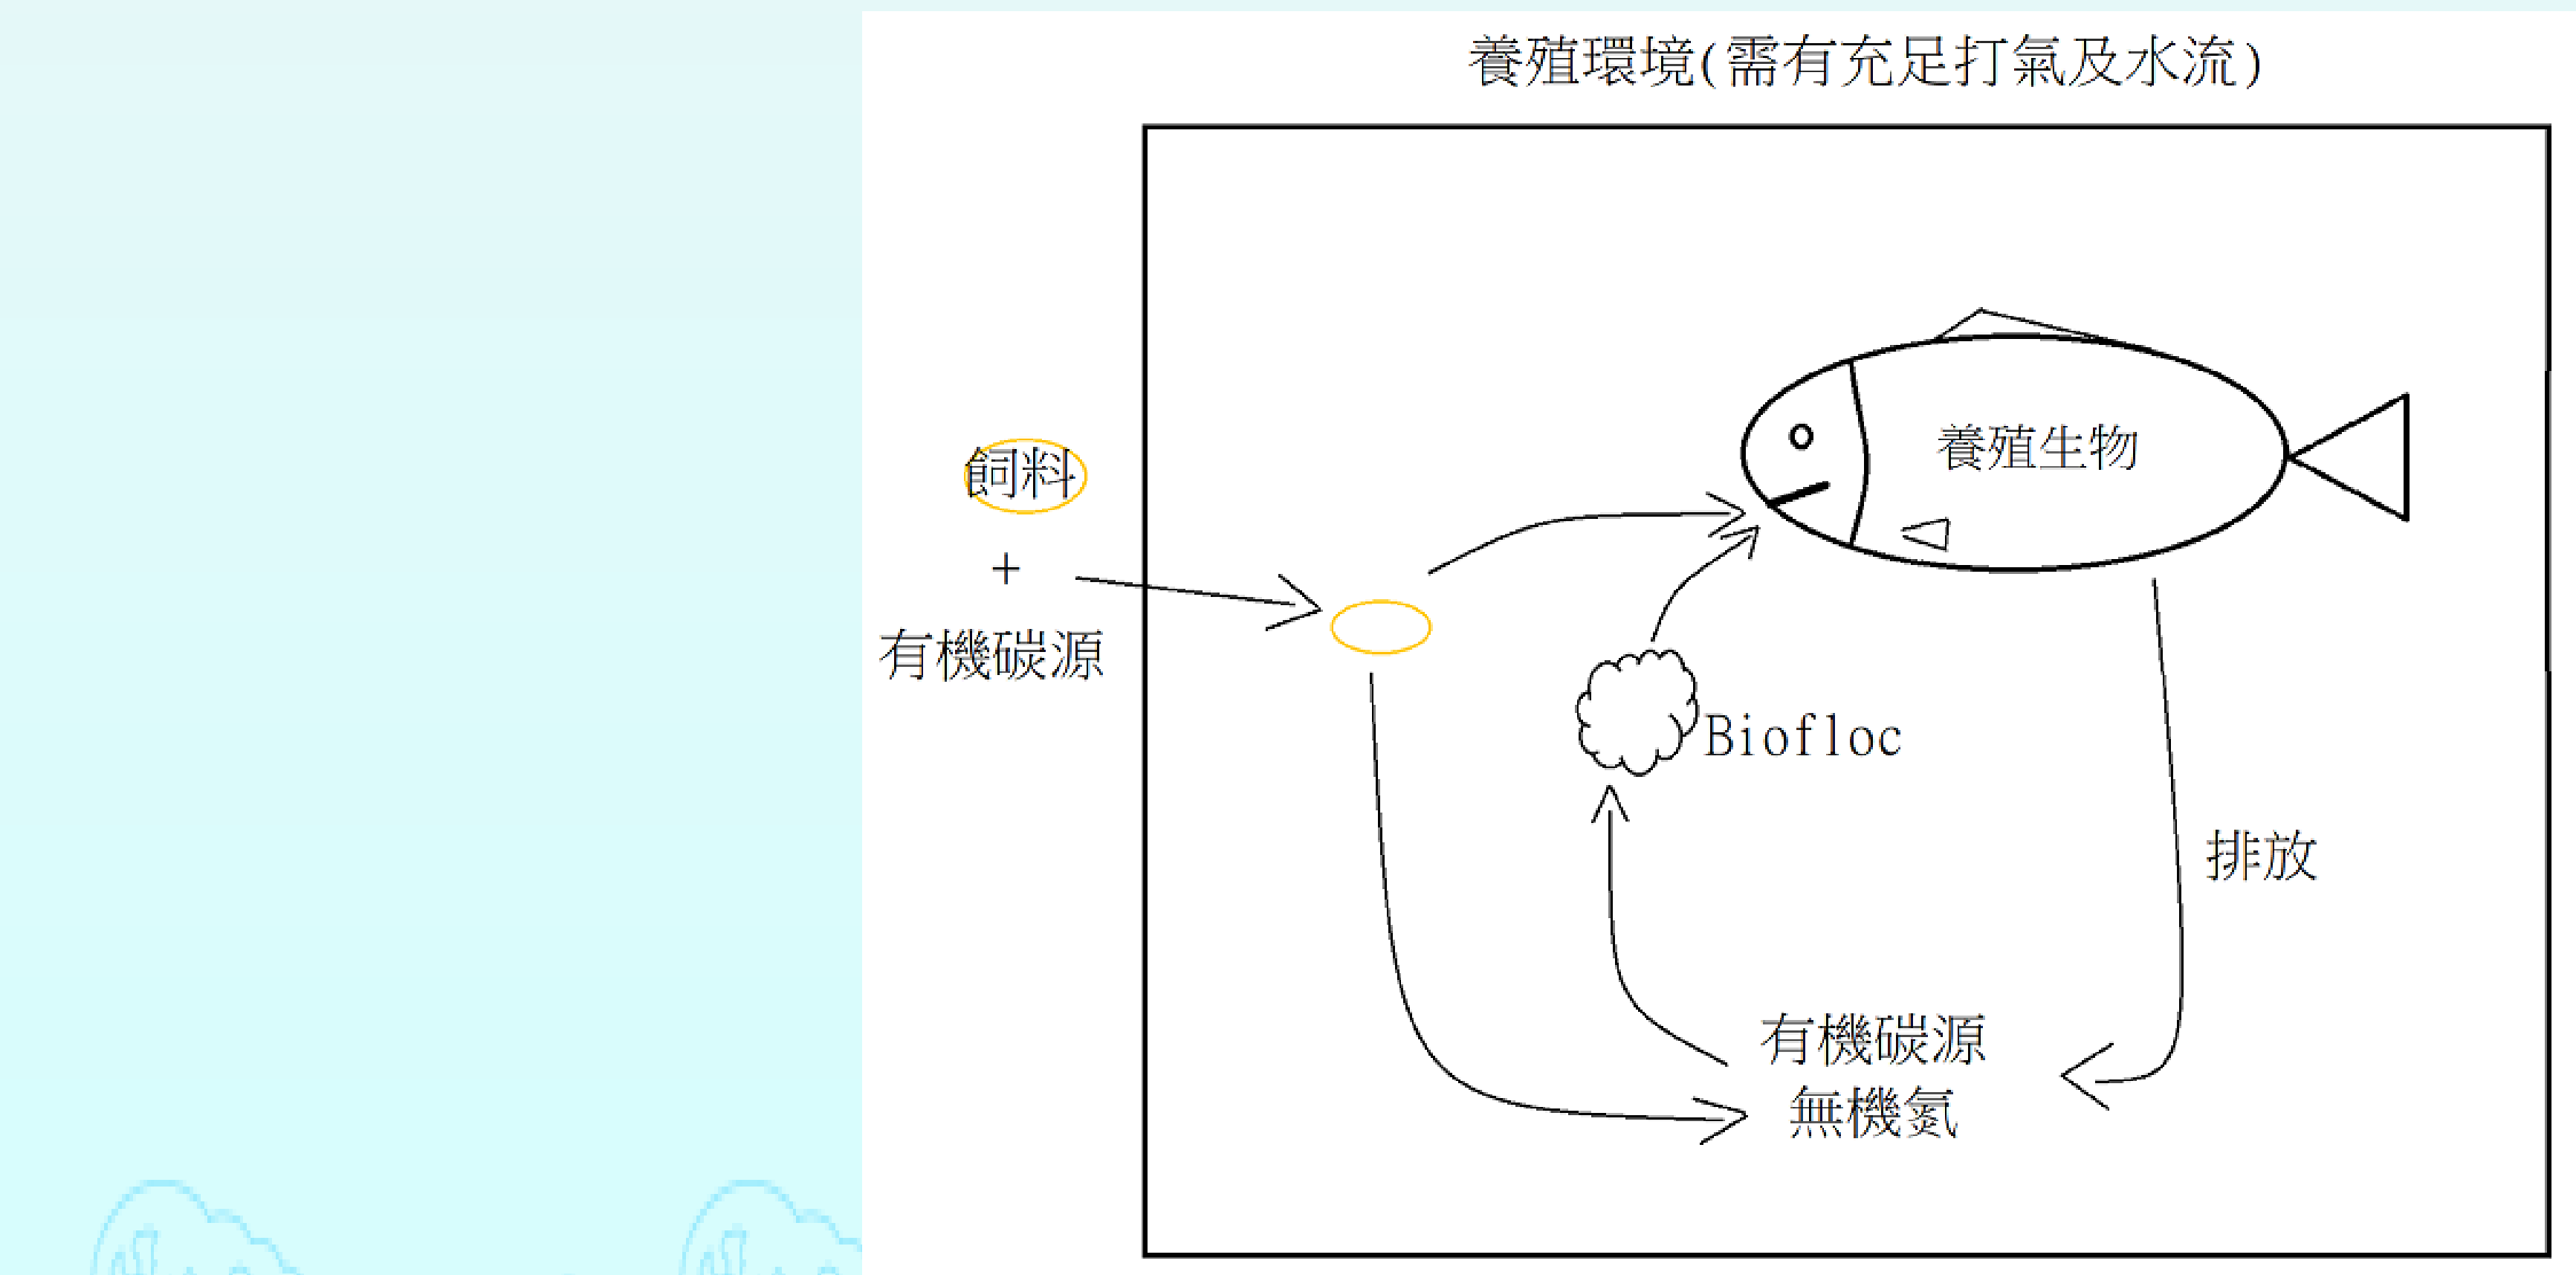 養殖環境(需有充足打氣及水流)
飼料
+
有機碳源
養殖生物
Biofloc
排放
有機碳源
無機氮